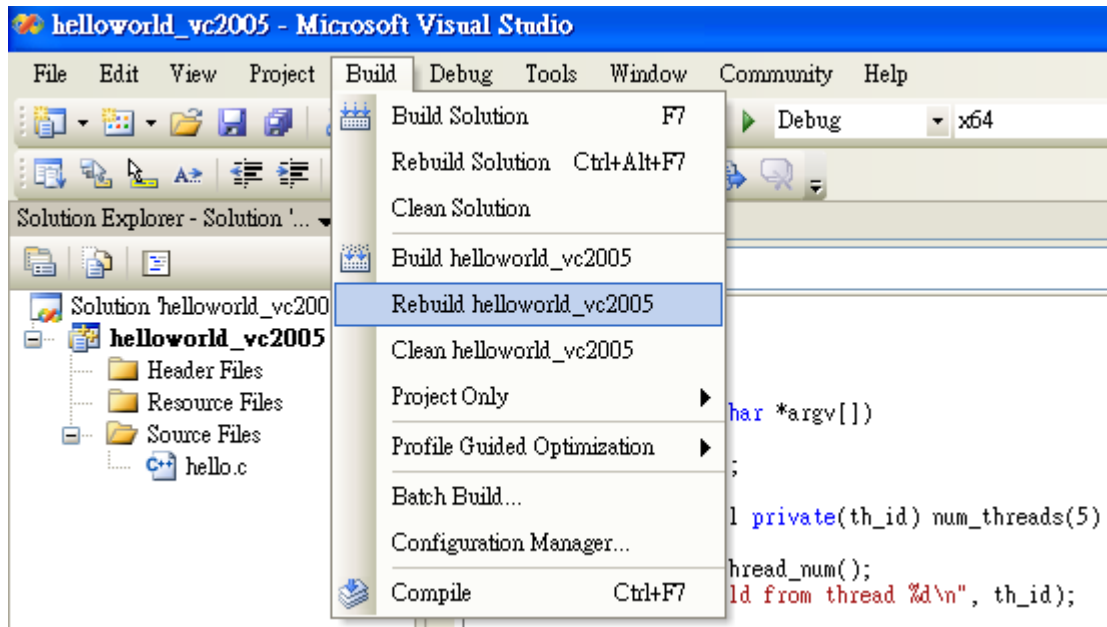 helloworld_vc2005 - Microsoft Visual Studio
File Edit View Project Build Debug Tools Window Community Help
Build Solution F7
Debug x64
Rebuild Solution Ctrl+Alt+F7
Solution Explorer - Solution '...
Clean Solution
Build helloworld_vc2005
Solution 'helloworld_vc200
Rebuild helloworld_vc2005
helloworld_vc2005
Clean helloworld_vc2005
Header Files
Resource Files
Project Only
har *argv[])
Source Files
Profile Guided Optimization
;
hello.c
Batch Build...
l private(th_id) num_threads(5)
Configuration Manager...
hread_num();
Compile Ctrl+F7
ld from thread %d\n", th_id);